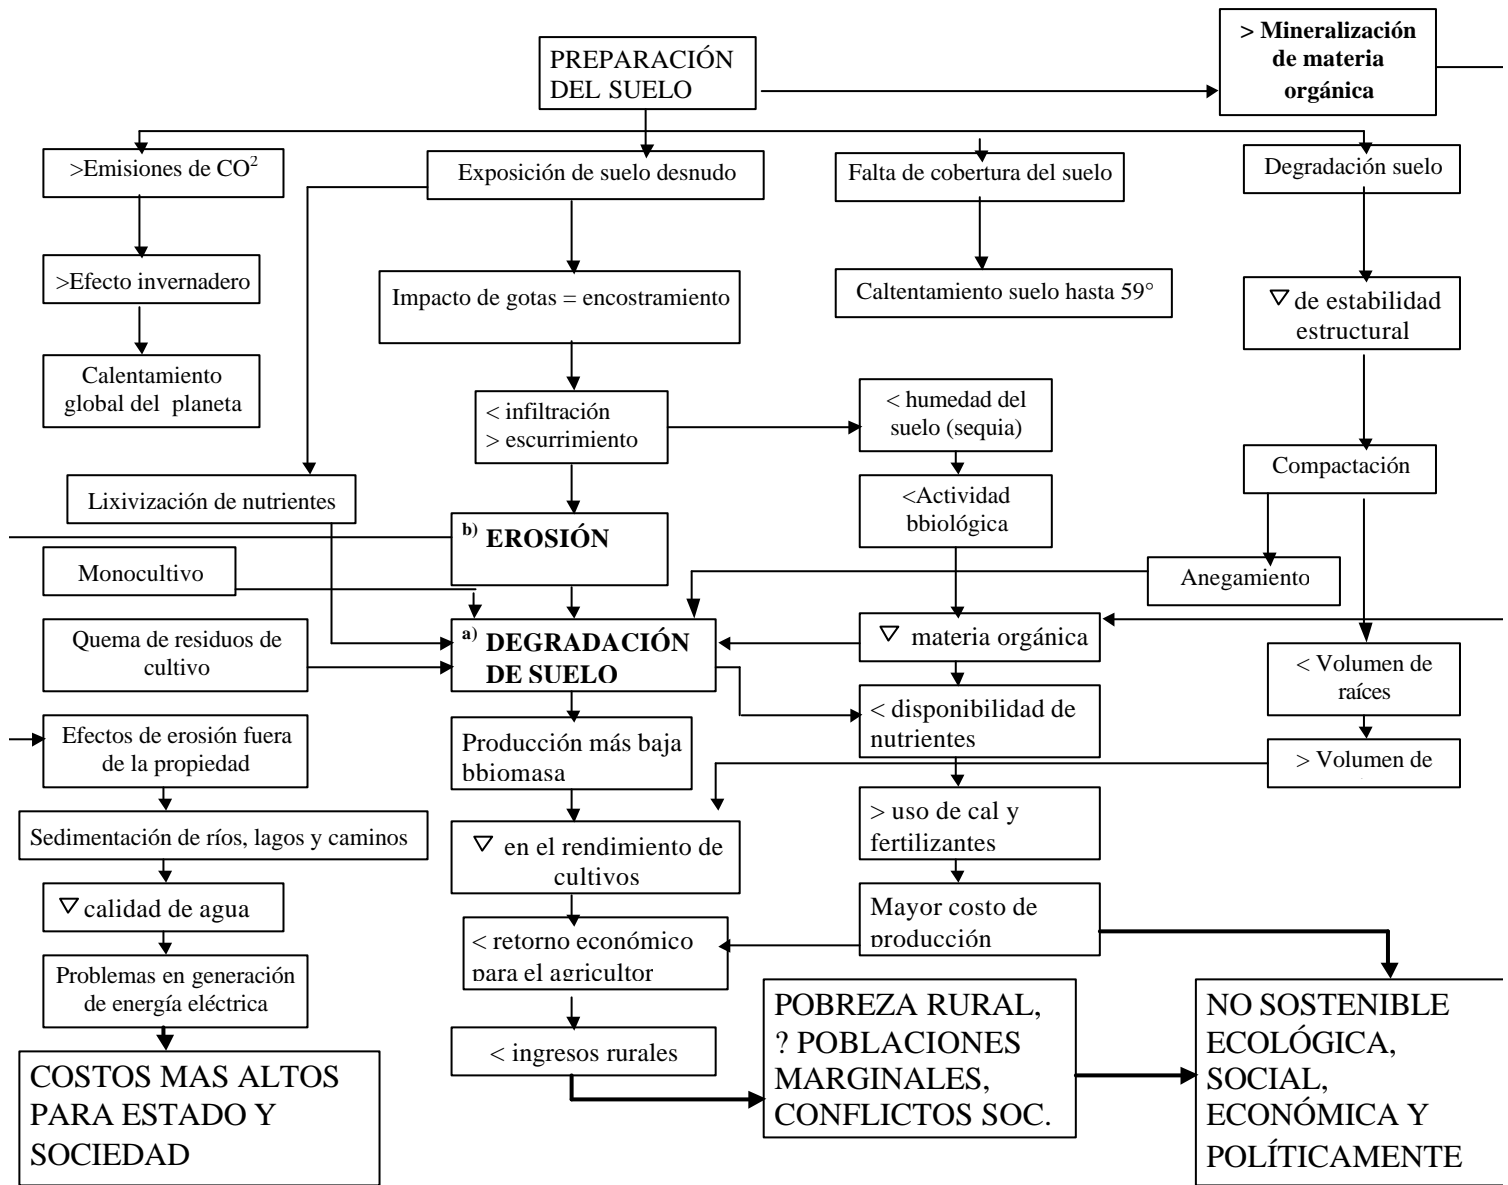 PREPARACIÓN
DEL SUELO
> Mineralización
de materia
orgánica
>Emisiones de CO²
Exposición de suelo desnudo
Falta de cobertura del suelo
Degradación suelo
>Efecto invernadero
Impacto de gotas = encostramiento
Caltentamiento suelo hasta 59°
▽ de estabilidad
estructural
Calentamiento
global del planeta
< infiltración
> escurrimiento
< humedad del
suelo (sequia)
Compactación
Lixivización de nutrientes
<Actividad
bbiológica
b) EROSIÓN
Monocultivo
Anegamiento
Quema de residuos de
cultivo
a) DEGRADACIÓN
DE SUELO
▽ materia orgánica
< Volumen de
raíces
Efectos de erosión fuera
de la propiedad
Producción más baja
bbiomasa
< disponibilidad de
nutrientes
> Volumen de
Sedimentación de ríos, lagos y caminos
▽ en el rendimiento de
cultivos
> uso de cal y
fertilizantes
▽ calidad de agua
< retorno económico
para el agricultor
Mayor costo de
producción
Problemas en generación
de energía eléctrica
< ingresos rurales
POBREZA RURAL,
? POBLACIONES
MARGINALES,
CONFLICTOS SOC.
NO SOSTENIBLE
ECOLÓGICA,
SOCIAL,
ECONÓMICA Y
POLÍTICAMENTE
COSTOS MAS ALTOS
PARA ESTADO Y
SOCIEDAD